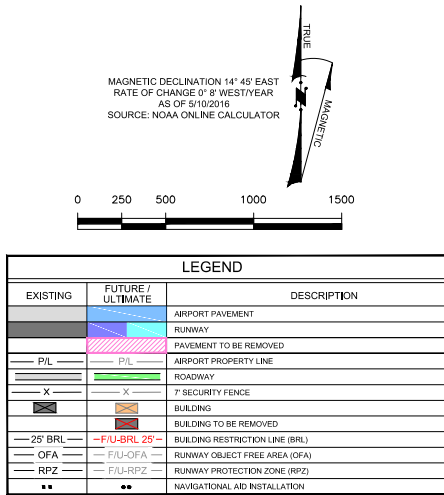 TRUE
MAGNETIC
MAGNETIC DECLINATION 14° 45' EAST
RATE OF CHANGE 0° 8' WEST/YEAR
AS OF 5/10/2016
SOURCE: NOAA ONLINE CALCULATOR
0 250 500 1000 1500
LEGEND
EXISTING FUTURE / ULTIMATE DESCRIPTION
AIRPORT PAVEMENT
RUNWAY
PAVEMENT TO BE REMOVED
P/L P/L AIRPORT PROPERTY LINE
ROADWAY
X X 7' SECURITY FENCE
BUILDING
BUILDING TO BE REMOVED
25' BRL F/U-BRL 25' BUILDING RESTRICTION LINE (BRL)
OFA F/U-OFA RUNWAY OBJECT FREE AREA (OFA)
RPZ F/U-RPZ RUNWAY PROTECTION ZONE (RPZ)
NAVIGATIONAL AID INSTALLATION